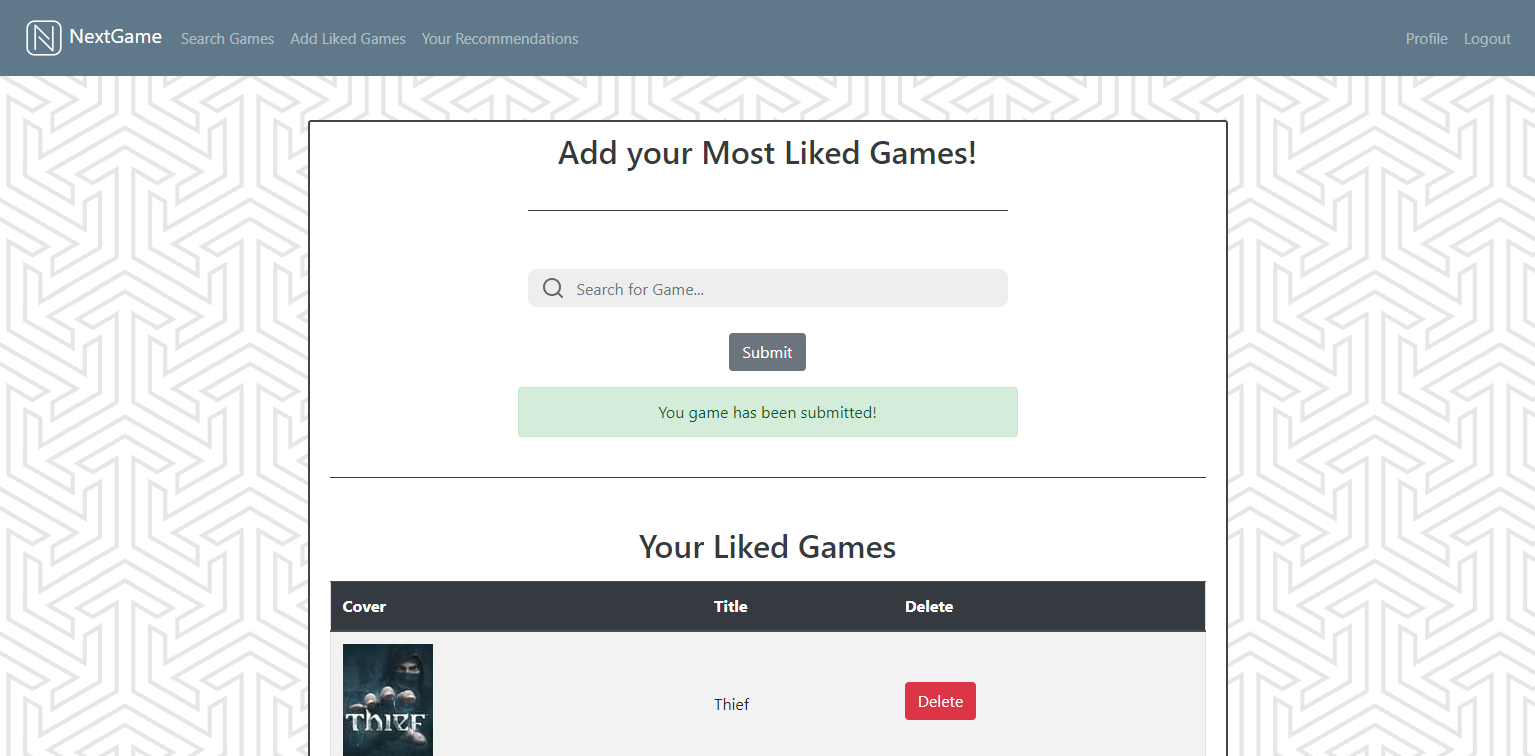 NextGame Search Games Add Liked Games Your Recommendations Profile Logout
Add your Most Liked Games!
Search for Game...
Submit
You game has been submitted!
Your Liked Games
Cover Title Delete
THIEF
Thief Delete